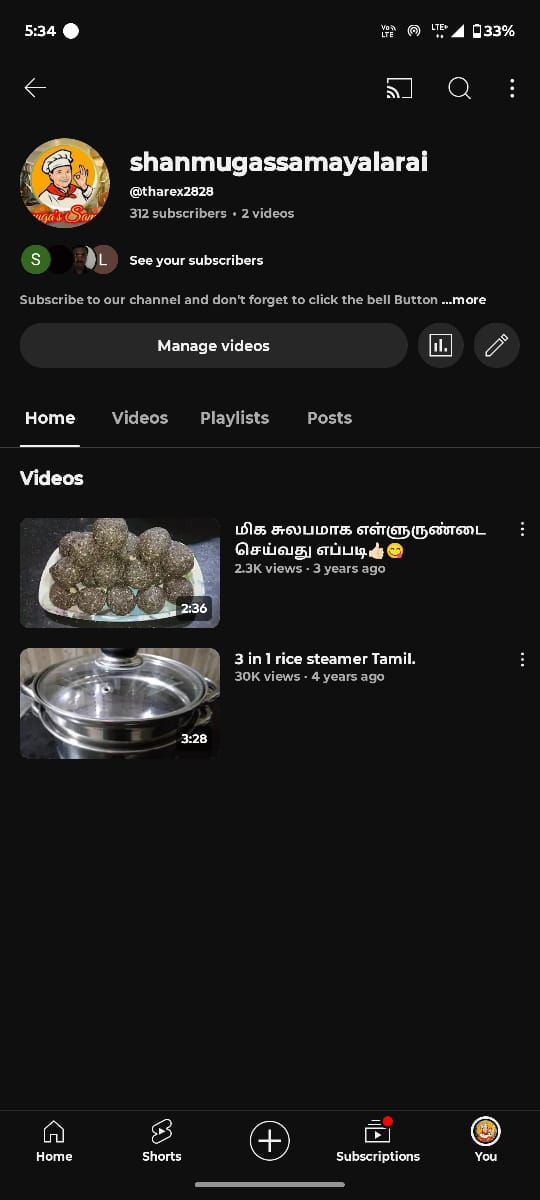 5:34
Vo
LTE
LTE+
33%
shanmugassamayalarai
@tharex2828
312 subscribers • 2 videos
S
L
See your subscribers
Subscribe to our channel and don't forget to click the bell Button ...more
Manage videos
Home
Videos
Playlists
Posts
Videos
மிக சுலபமாக எள்ளுருண்டை
செய்வது எப்படி👍🏻😋
2.3K views · 3 years ago
2:36
3 in 1 rice steamer Tamil.
30K views · 4 years ago
3:28
Home
Shorts
Subscriptions
You